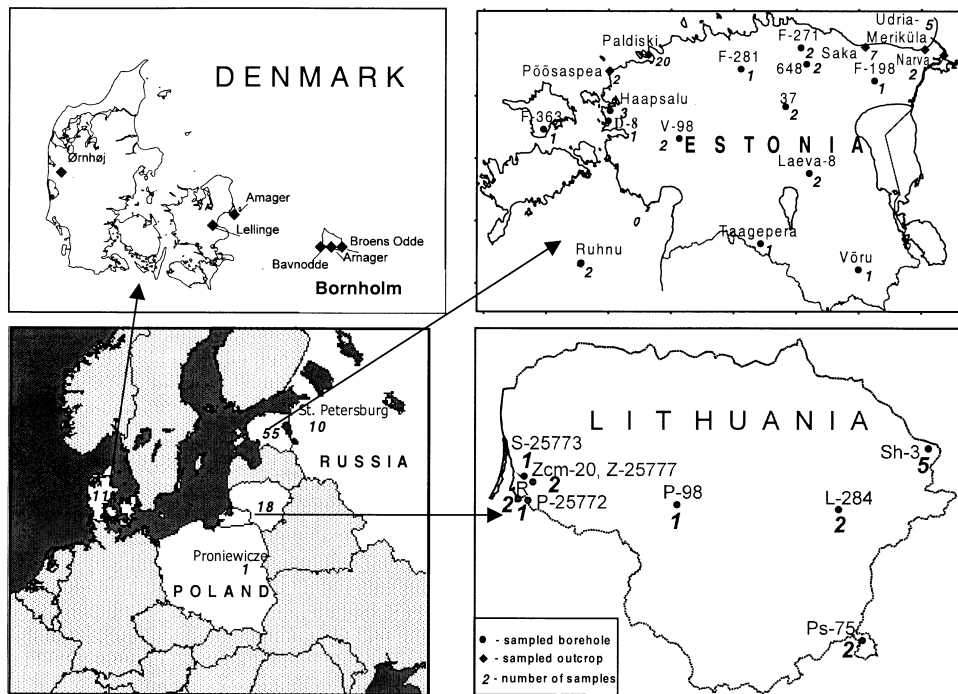 DENMARK
Ørnhøj
Amager
Lellinge
Broens Odde
Bavnodde
Arnager
Bornholm
Udria-
Meriküla
5
F-271
2
Saka
7
Narva
2
Paldiski
20
F-281
1
648
2
F-198
1
Pöösaspea
2
Haapsalu
3
D-8
1
F-363
1
37
2
V-98
2
ESTONIA
Laeva-8
2
0
Taagepera
1
Ruhnu
2
Võru
1
St. Petersburg
10
55
RUSSIA
11
18
Proniewicze
1
POLAND
LITHUANIA
S-25773
1
Zcm-20, Z-25777
2
R
2
P-25772
1
P-98
1
Sh-3
5
L-284
2
Ps-75
2
- sampled borehole
- sampled outcrop
2 - number of samples